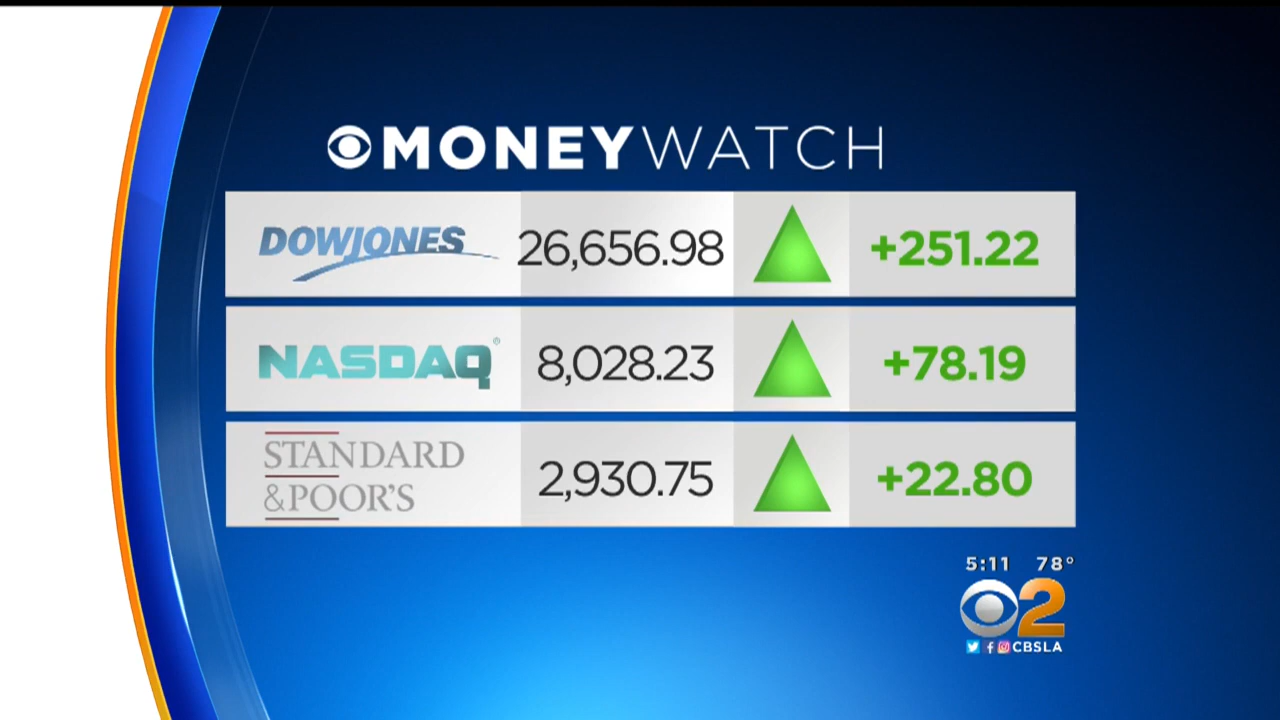 MONEYWATCH
DOWJONES 26,656.98 +251.22
NASDAQ® 8,028.23 +78.19
STANDARD
&POOR'S 2,930.75 +22.80
5:11 78°
2
CBSLA